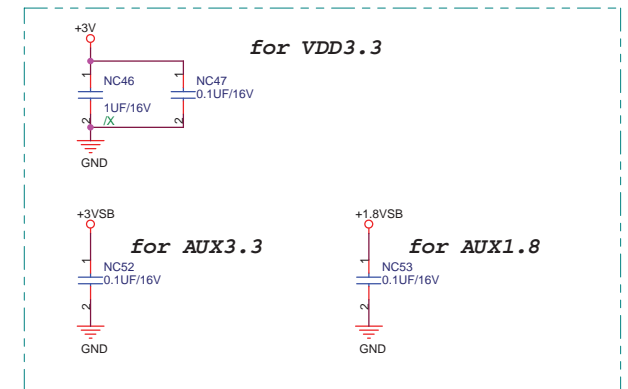 +3V
for VDD3.3
1
NC46
1UF/16V
2
/X
1
NC47
0.1UF/16V
2
GND
+3VSB
for AUX3.3
1
NC52
0.1UF/16V
2
GND
+1.8VSB
for AUX1.8
1
NC53
0.1UF/16V
2
GND